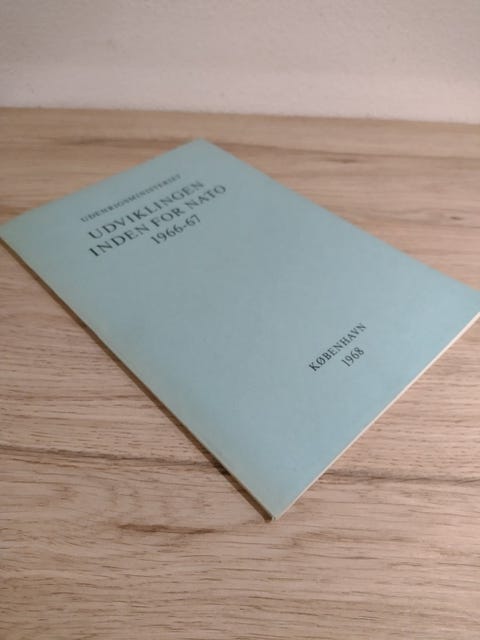 UDENRIGSMINISTERIET
UDVIKLINGEN
INDEN FOR NATO
1966-67
KØBENHAVN
1968